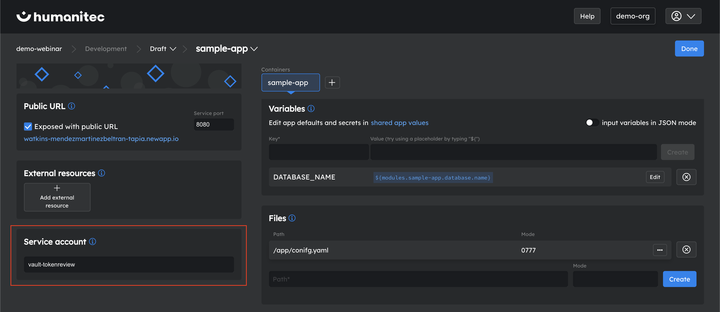 humanitec
Help
demo-org
demo-webinar
Development
Draft
sample-app
Done
Public URL
Service port
Exposed with public URL
8080
watkins-mendezmartinezbeltran-tapia.newapp.io
External resources
+
Add external
resource
Service account
vault-tokenreview
Containers
sample-app
+
Variables
Edit app defaults and secrets in shared app values
input variables in JSON mode
Key*
Value (try using a placeholder by typing "${")
Create
DATABASE_NAME
${modules.sample-app.database.name}
Edit
Files
Path
Mode
/app/conifg.yaml
0777
Path*
Mode
Create